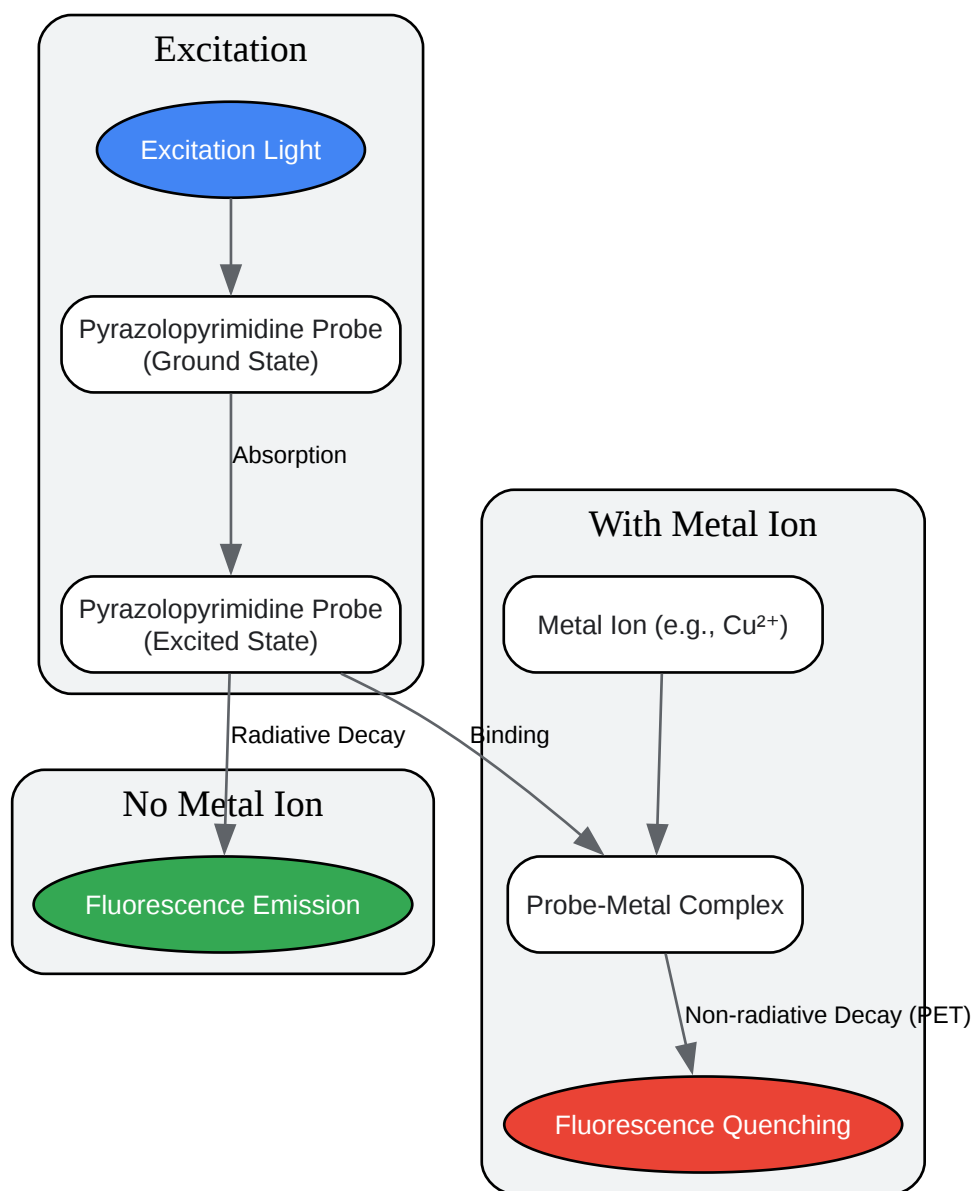 Excitation
Excitation Light
Pyrazolopyrimidine Probe
(Ground State)
Absorption
Pyrazolopyrimidine Probe
(Excited State)
With Metal Ion
Metal Ion (e.g., Cu²⁺)
Radiative Decay
Binding
No Metal Ion
Fluorescence Emission
Probe-Metal Complex
Non-radiative Decay (PET)
Fluorescence Quenching